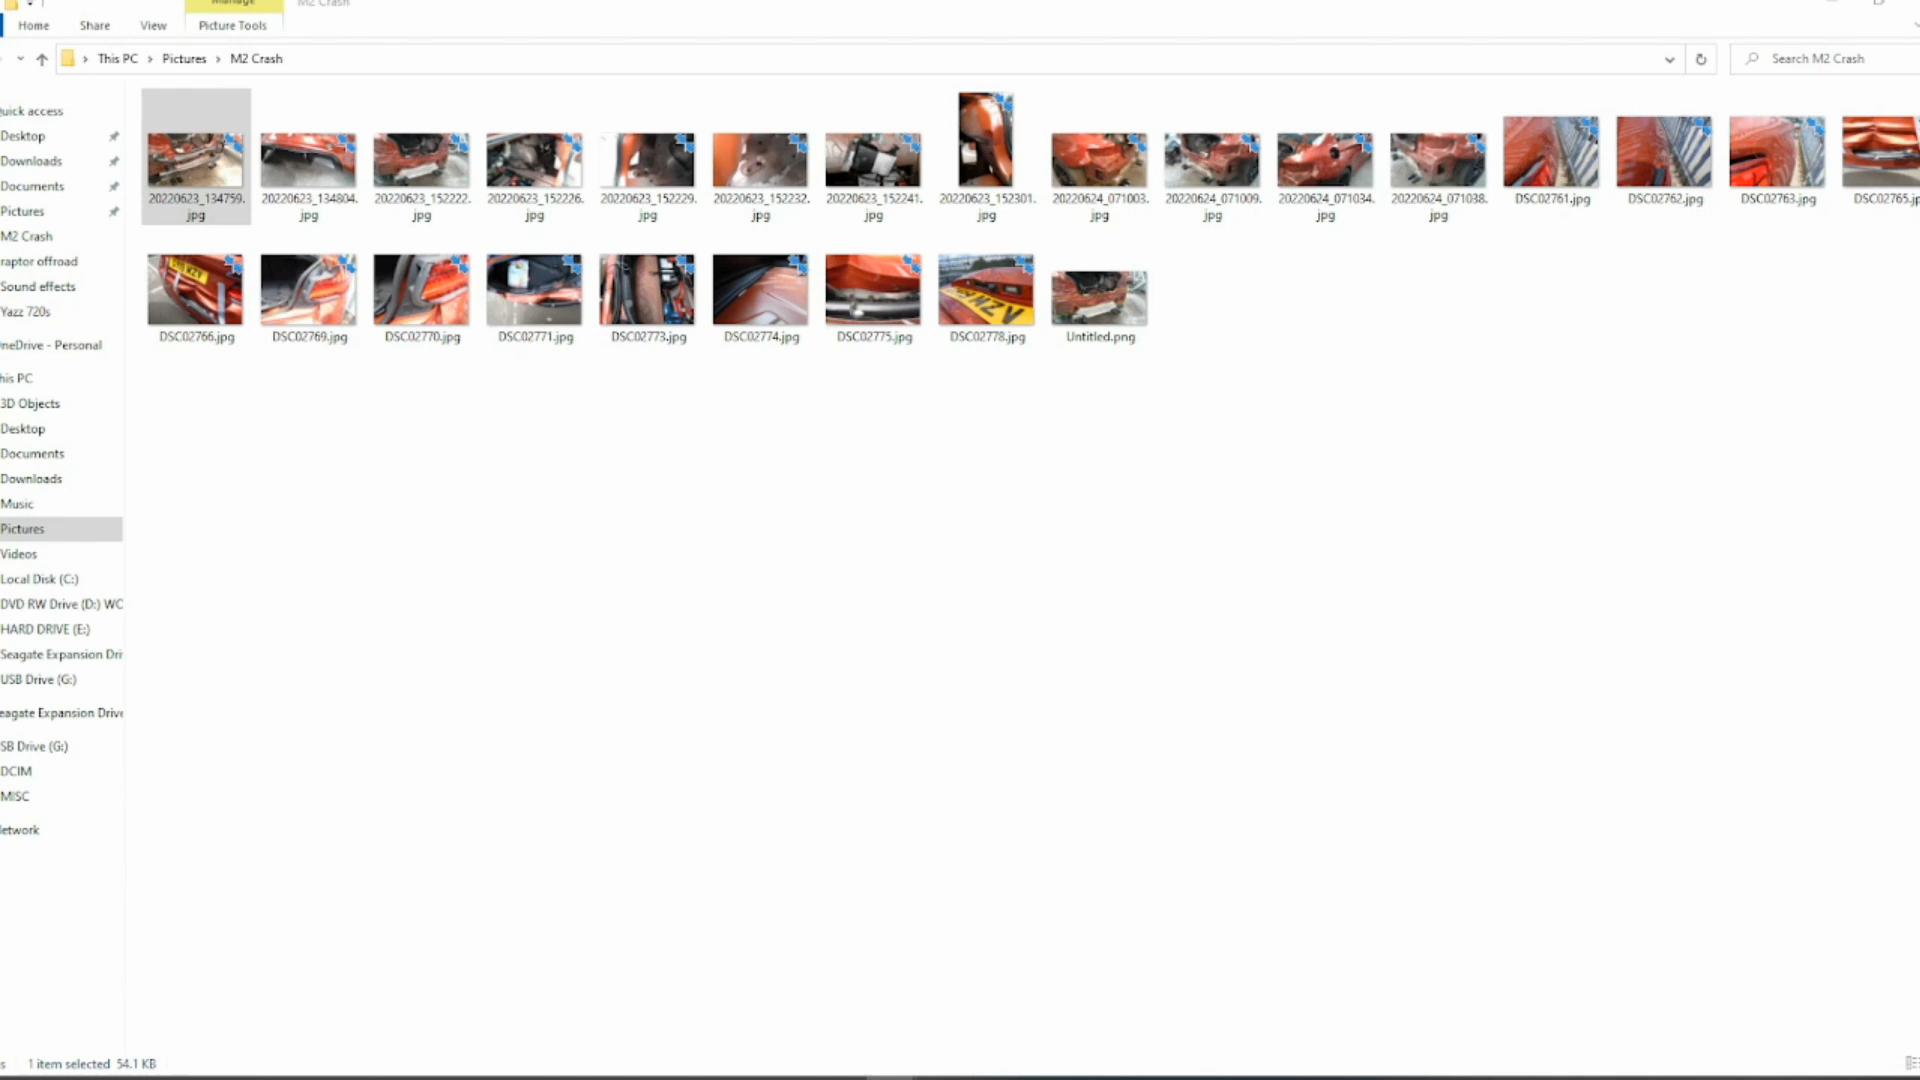 Manage
M2 Crash
Home
Share
View
Picture Tools
This PC
Pictures
M2 Crash
Search M2 Crash
uick access
Desktop
Downloads
Documents
Pictures
M2 Crash
raptor offroad
Sound effects
Yazz 720s
neDrive - Personal
his PC
3D Objects
Desktop
Documents
Downloads
Music
Pictures
Videos
Local Disk (C:)
DVD RW Drive (D:) WC
HARD DRIVE (E:)
Seagate Expansion Dri
USB Drive (G:)
eagate Expansion Drive
SB Drive (G:)
DCIM
MISC
etwork
20220623_134759.
jpg
20220623_134804.
jpg
20220623_152222.
jpg
20220623_152226.
jpg
20220623_152229.
jpg
20220623_152232.
jpg
20220623_152241.
jpg
20220623_152301.
jpg
20220624_071003.
jpg
20220624_071009.
jpg
20220624_071034.
jpg
20220624_071038.
jpg
DSC02761.jpg
DSC02762.jpg
DSC02763.jpg
DSC02765.jp
DSC02766.jpg
DSC02769.jpg
DSC02770.jpg
DSC02771.jpg
DSC02773.jpg
DSC02774.jpg
DSC02775.jpg
DSC02778.jpg
Untitled.png
s
1 item selected 54.1 KB